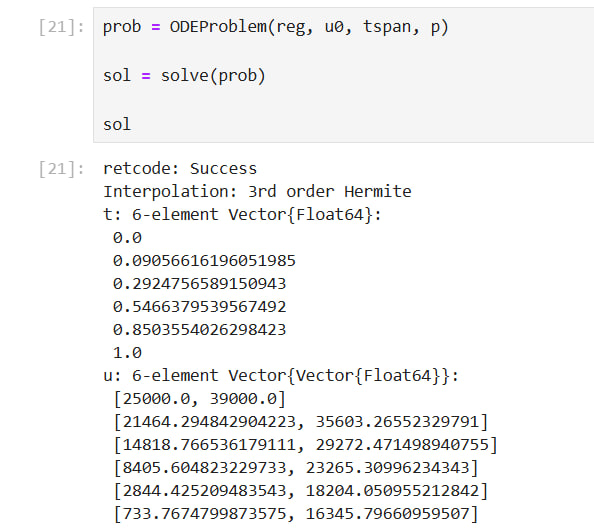 [21]: prob = ODEProblem(reg, u0, tspan, p)
sol = solve(prob)
sol
[21]: retcode: Success
Interpolation: 3rd order Hermite
t: 6-element Vector{Float64}:
0.0
0.09056616196051985
0.2924756589150943
0.5466379539567492
0.8503554026298423
1.0
u: 6-element Vector{Vector{Float64}}:
[25000.0, 39000.0]
[21464.294842904223, 35603.26552329791]
[14818.766536179111, 29272.471498940755]
[8405.604823229733, 23265.30996234343]
[2844.425209483543, 18204.050955212842]
[733.7674799873575, 16345.79660959507]